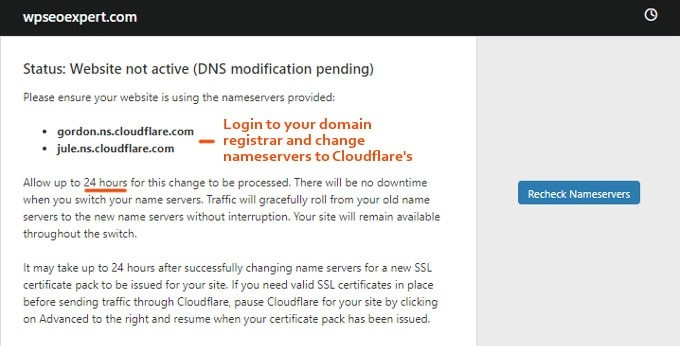 wpseoexpert.com
Status: Website not active (DNS modification pending)
Please ensure your website is using the nameservers provided:
• gordon.ns.cloudflare.com
• jule.ns.cloudflare.com
Login to your domain
registrar and change
nameservers to Cloudflare's
Allow up to 24 hours for this change to be processed. There will be no downtime
when you switch your name servers. Traffic will gracefully roll from your old name
servers to the new name servers without interruption. Your site will remain available
throughout the switch.
It may take up to 24 hours after successfully changing name servers for a new SSL
certificate pack to be issued for your site. If you need valid SSL certificates in place
before sending traffic through Cloudflare, pause Cloudflare for your site by clicking
on Advanced to the right and resume when your certificate pack has been issued.
Recheck Nameservers